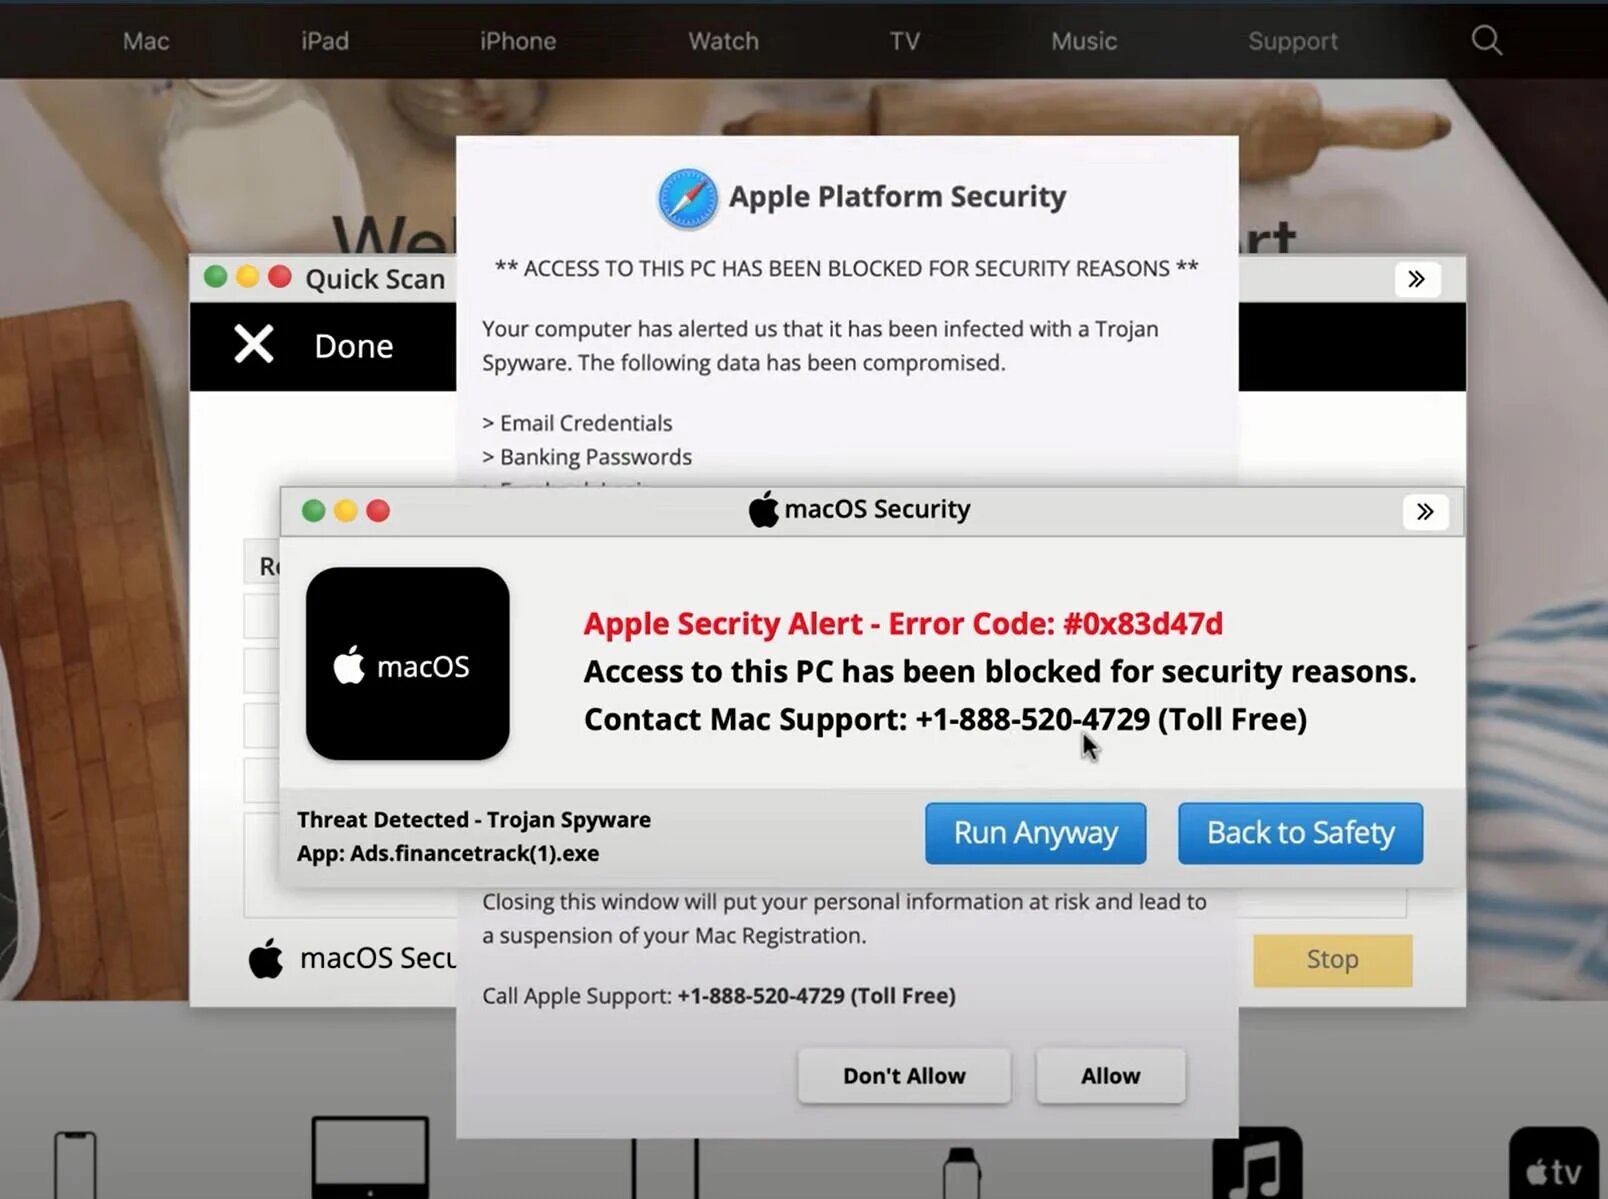 Mac iPad iPhone Watch TV Music Support
Apple Platform Security
** ACCESS TO THIS PC HAS BEEN BLOCKED FOR SECURITY REASONS **
Quick Scan
»
Done
Your computer has alerted us that it has been infected with a Trojan
Spyware. The following data has been compromised.
> Email Credentials
> Banking Passwords
macOS Security
»
macOS
Apple Secrity Alert - Error Code: #0x83d47d
Access to this PC has been blocked for security reasons.
Contact Mac Support: +1-888-520-4729 (Toll Free)
Threat Detected - Trojan Spyware
App: Ads.financetrack(1).exe
Run Anyway
Back to Safety
Closing this window will put your personal information at risk and lead to
a suspension of your Mac Registration.
macOS Secu
Stop
Call Apple Support: +1-888-520-4729 (Toll Free)
Don't Allow
Allow
tv